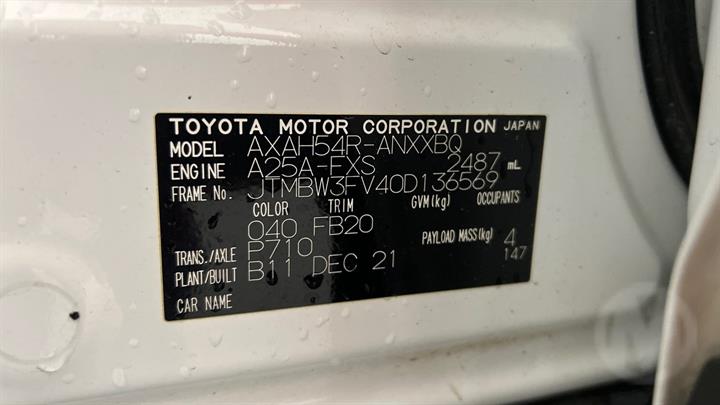 TOYOTA MOTOR CORPORATION JAPAN
MODEL AXAH54R-ANXXBQ
ENGINE A25A-FXS 2487 mL
FRAME No. JTMBW3FV40D136569
COLOR TRIM GVM(kg) OCCUPANTS
040 FB20
TRANS./AXLE P710 PAYLOAD MASS(kg) 4
PLANT/BUILT B11 DEC 21 147
CAR NAME
M